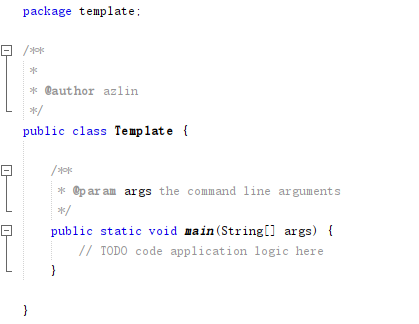 package template;
/**
 *
 * @author azlin
 */
public class Template {
    /**
     * @param args the command line arguments
     */
    public static void main(String[] args) {
        // TODO code application logic here
    }
}